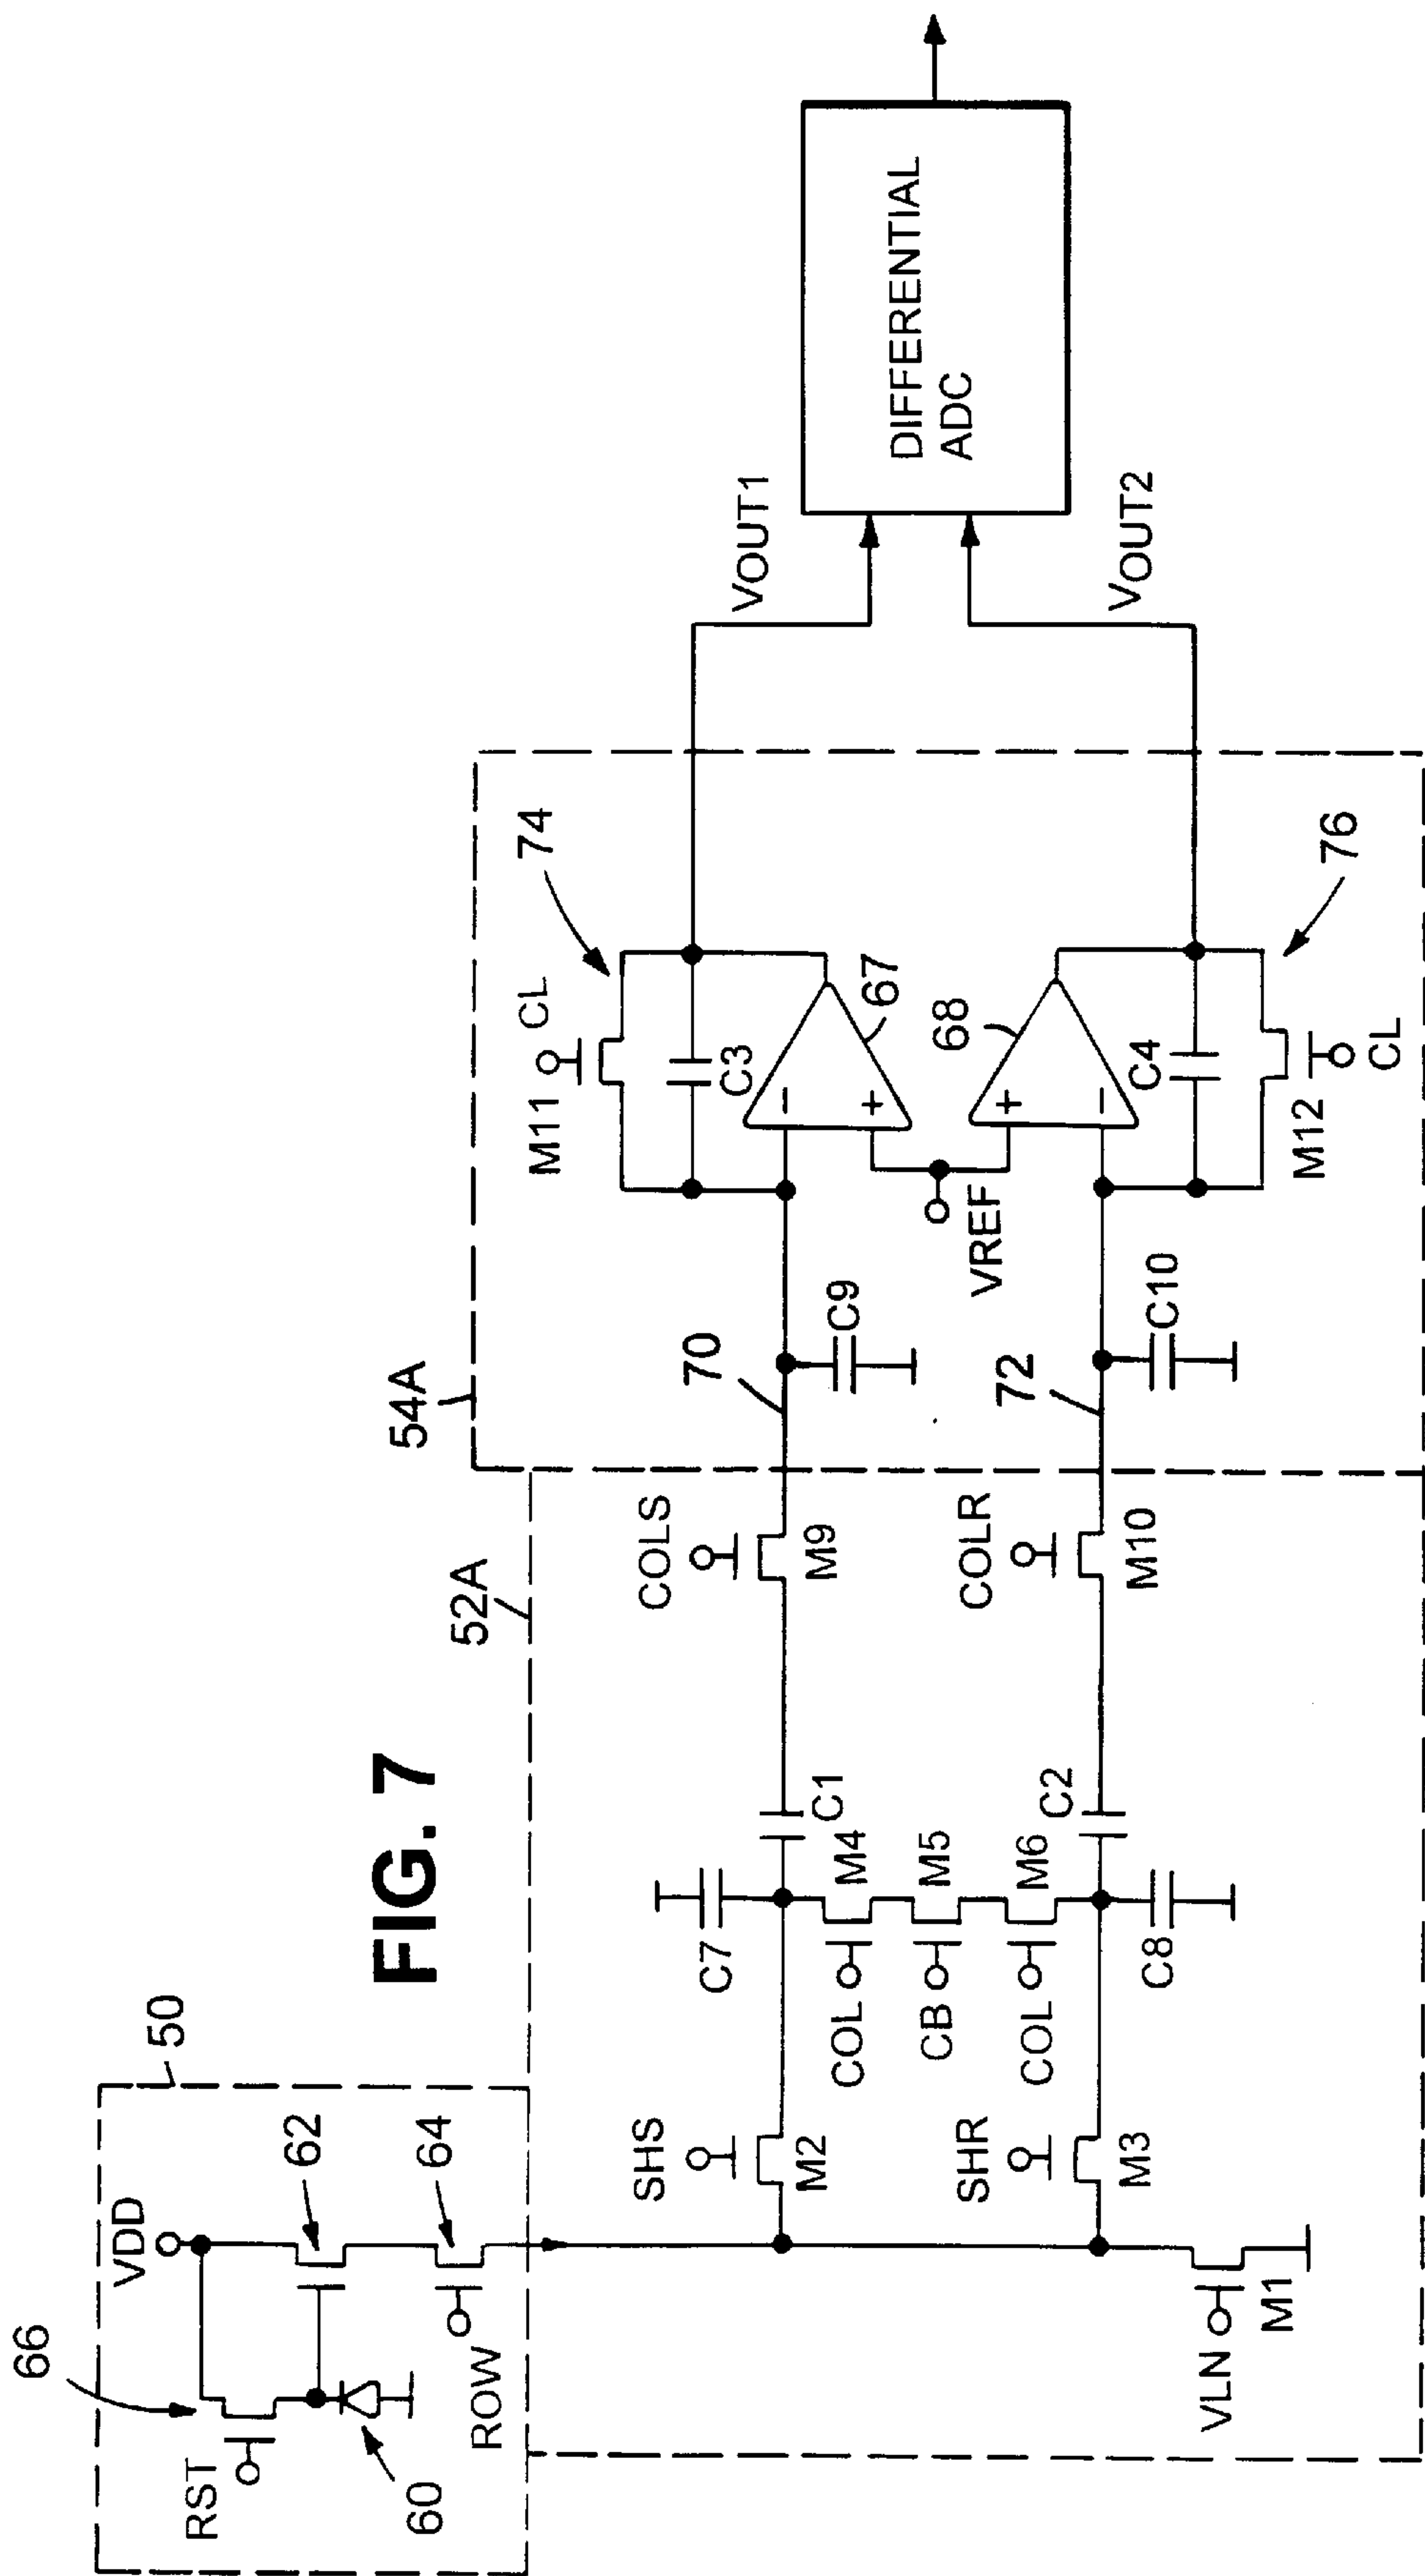 FIG. 7
50
VDD
66
62
RST
64
60
ROW
52A
SHS
M2
C7
C1
COLS
M9
COL
M4
CB
M5
COL
M6
SHR
M3
C8
C2
COLR
M10
VLN
M1
54A
70
C9
72
C10
M11
CL
74
C3
67
VREF
68
C4
M12
CL
76
VOUT1
VOUT2
DIFFERENTIAL
ADC
+
−
+
−